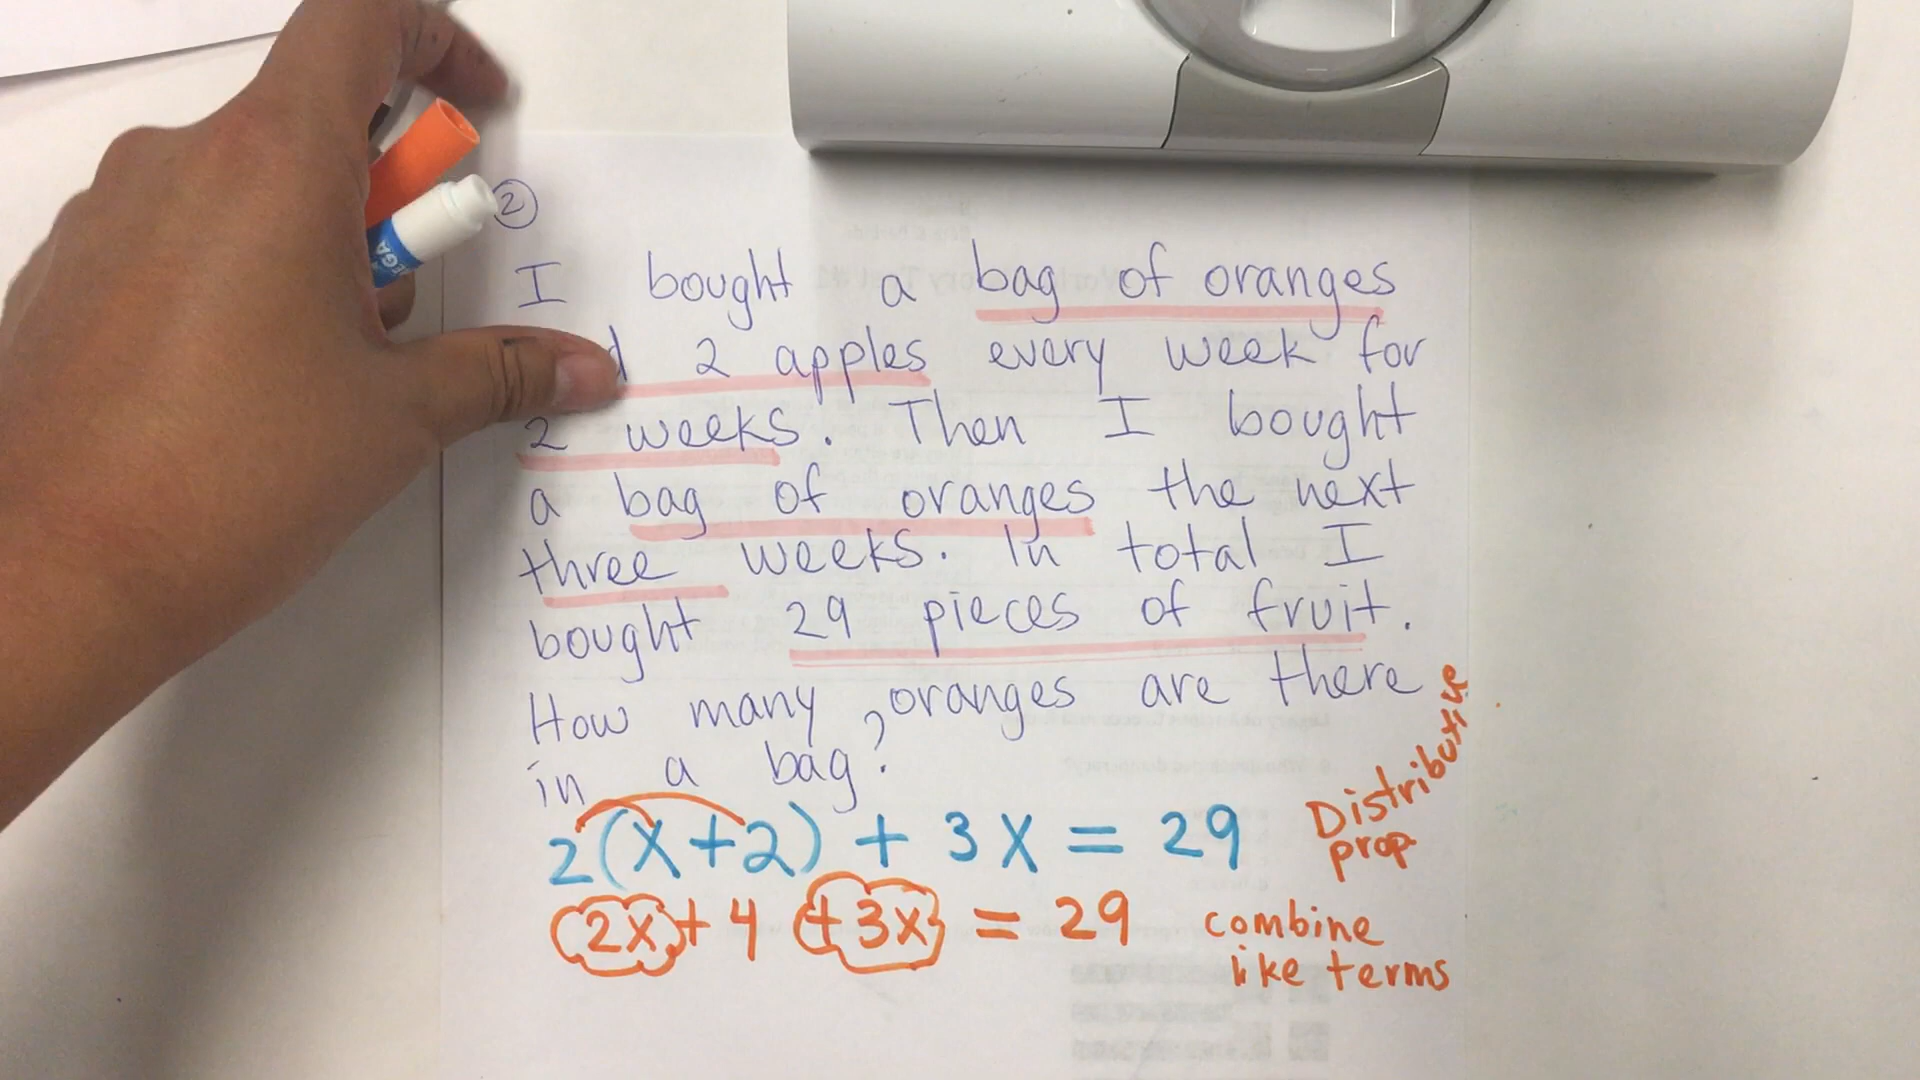 ②
I bought a bag of oranges
2 apples every week for
2 weeks. Then I bought
a bag of oranges the next
three weeks. In total I
bought 29 pieces of fruit.
How many oranges are there
in a bag?
2(x+2) + 3x = 29
Distributive
prop.
2x + 4 + 3x = 29
combine
like terms